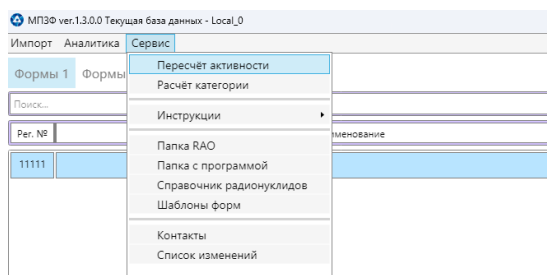 МПЗФ ver.1.3.0.0 Текущая база данных - Local_0
Импорт Аналитика Сервис
Формы 1 Формы
Пересчёт активности
Расчёт категории
Поиск...
Инструкции
Рег. № именование
Папка RAO
11111
Папка с программой
Справочник радионуклидов
Шаблоны форм
Контакты
Список изменений